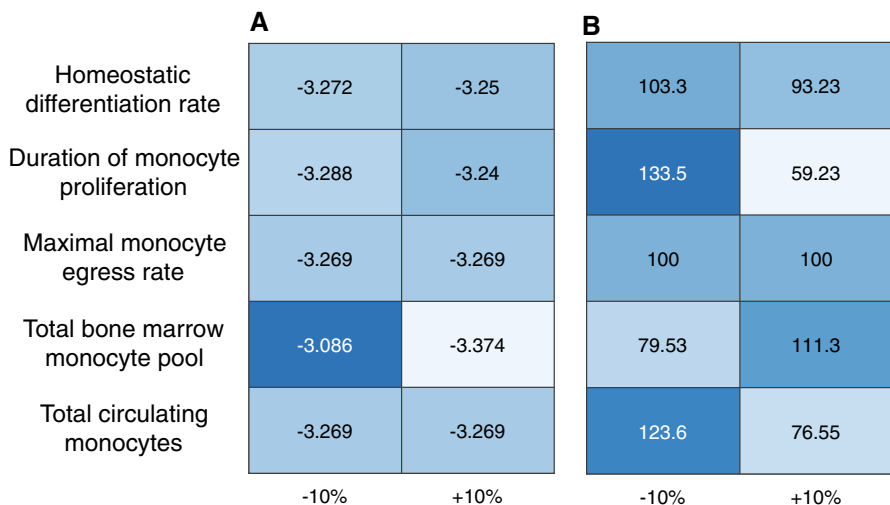 A
B
Homeostatic
differentiation rate
-3.272
-3.25
103.3
93.23
Duration of monocyte
proliferation
-3.288
-3.24
133.5
59.23
Maximal monocyte
egress rate
-3.269
-3.269
100
100
Total bone marrow
monocyte pool
-3.086
-3.374
79.53
111.3
Total circulating
monocytes
-3.269
-3.269
123.6
76.55
-10%
+10%
-10%
+10%